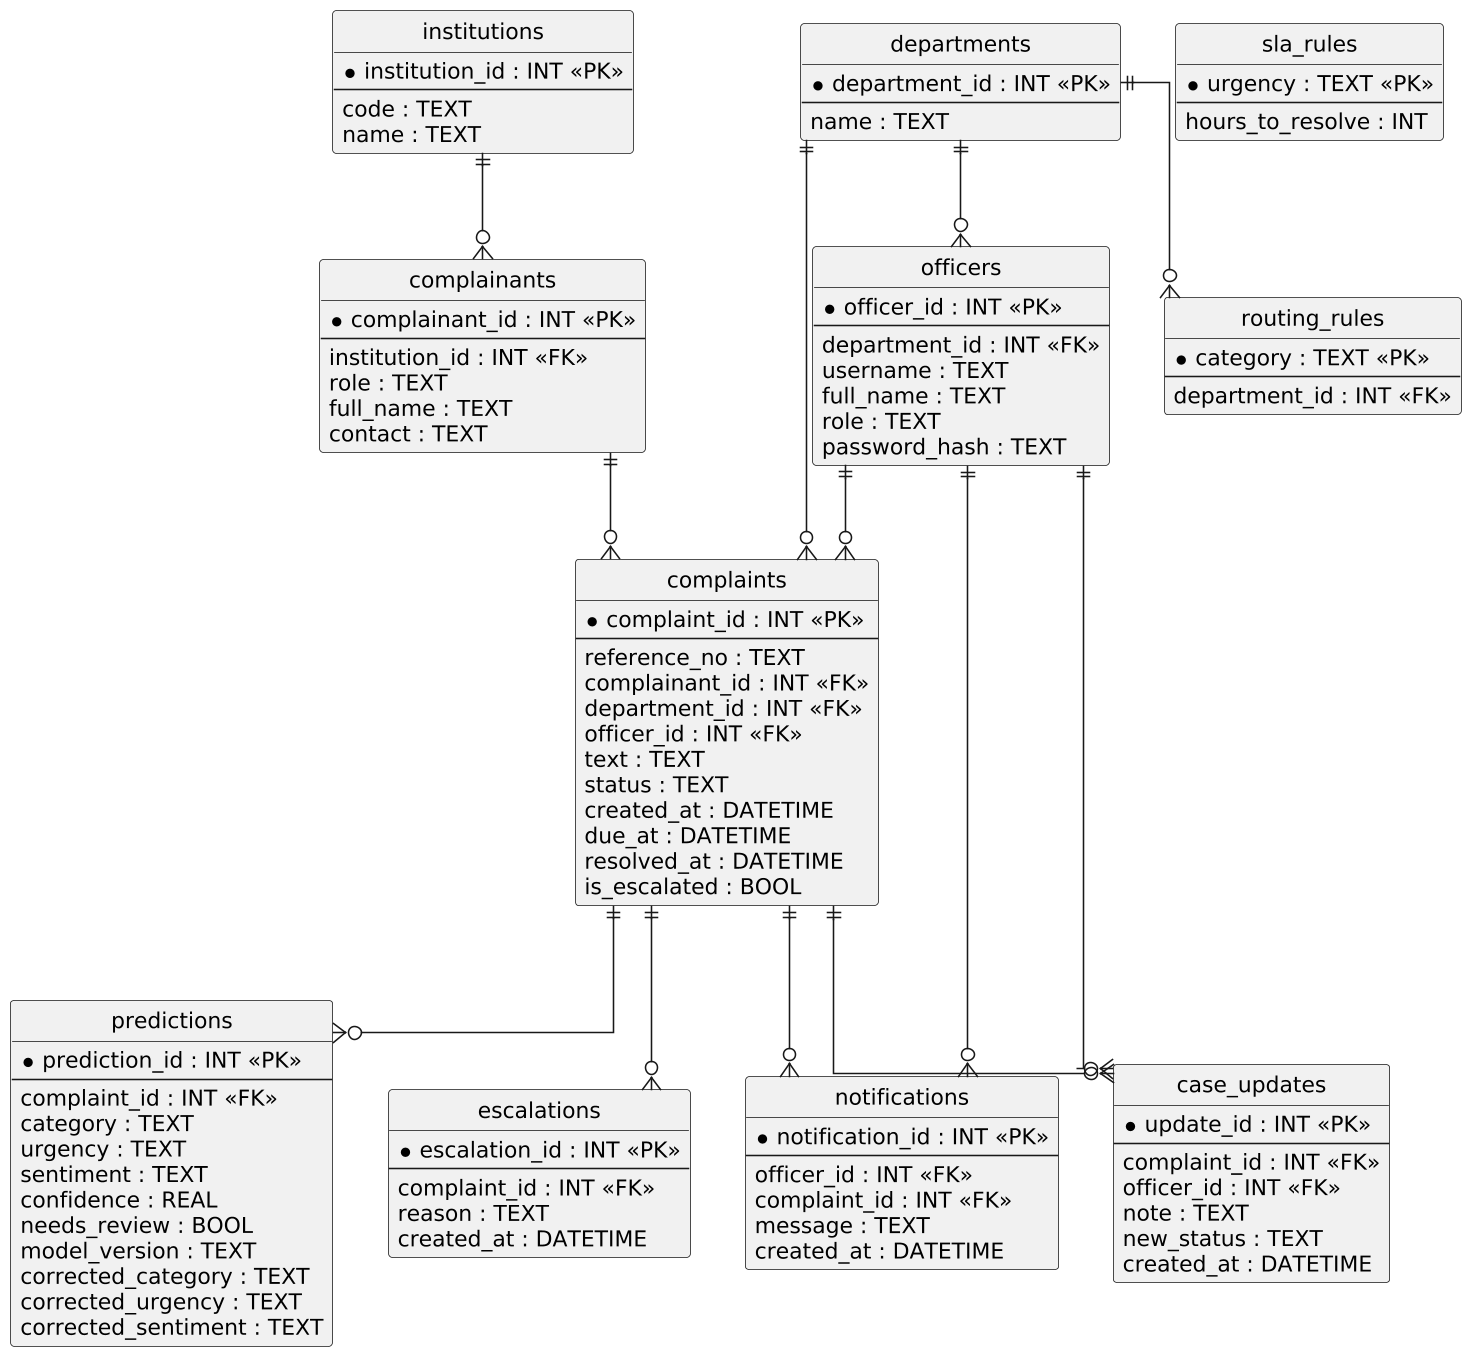 institutions
institution_id : INT «PK»
code : TEXT
name : TEXT
departments
department_id : INT «PK»
name : TEXT
sla_rules
urgency : TEXT «PK»
hours_to_resolve : INT
complainants
complainant_id : INT «PK»
institution_id : INT «FK»
role : TEXT
full_name : TEXT
contact : TEXT
officers
officer_id : INT «PK»
department_id : INT «FK»
username : TEXT
full_name : TEXT
role : TEXT
password_hash : TEXT
routing_rules
category : TEXT «PK»
department_id : INT «FK»
complaints
complaint_id : INT «PK»
reference_no : TEXT
complainant_id : INT «FK»
department_id : INT «FK»
officer_id : INT «FK»
text : TEXT
status : TEXT
created_at : DATETIME
due_at : DATETIME
resolved_at : DATETIME
is_escalated : BOOL
predictions
prediction_id : INT «PK»
complaint_id : INT «FK»
category : TEXT
urgency : TEXT
sentiment : TEXT
confidence : REAL
needs_review : BOOL
model_version : TEXT
corrected_category : TEXT
corrected_urgency : TEXT
corrected_sentiment : TEXT
escalations
escalation_id : INT «PK»
complaint_id : INT «FK»
reason : TEXT
created_at : DATETIME
notifications
notification_id : INT «PK»
officer_id : INT «FK»
complaint_id : INT «FK»
message : TEXT
created_at : DATETIME
case_updates
update_id : INT «PK»
complaint_id : INT «FK»
officer_id : INT «FK»
note : TEXT
new_status : TEXT
created_at : DATETIME